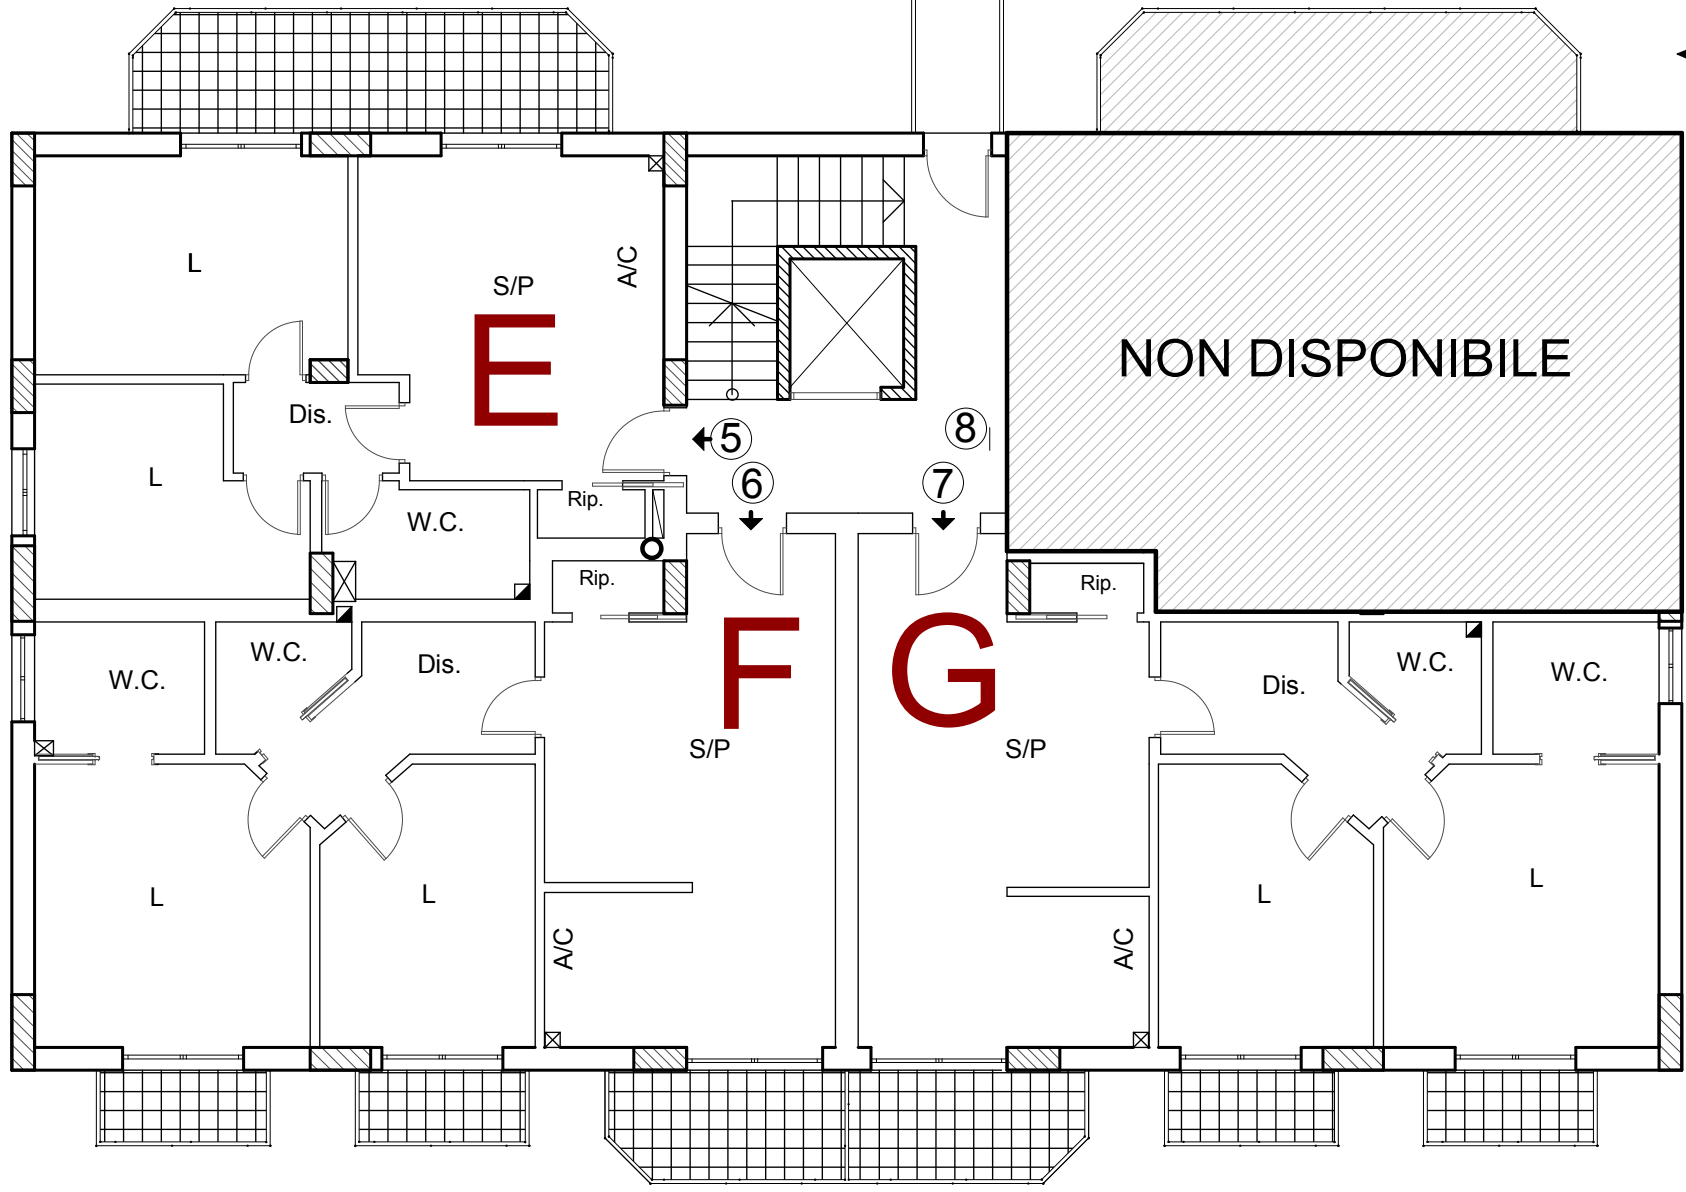 L
S/P
A/C
E
NON DISPONIBILE
Dis.
5
8
L
6
7
Rip.
W.C.
Rip.
Rip.
F
G
W.C.
Dis.
W.C.
W.C.
W.C.
Dis.
S/P
S/P
L
L
L
L
A/C
A/C